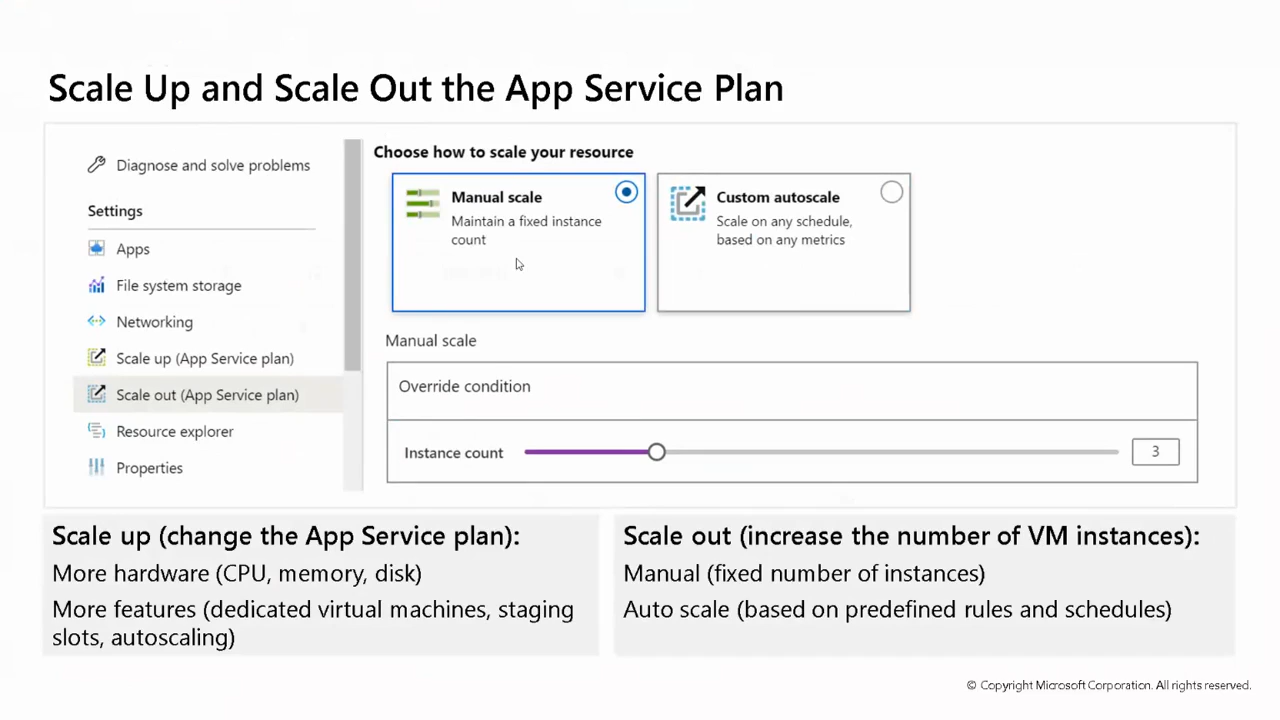 Scale Up and Scale Out the App Service Plan
Diagnose and solve problems
Settings
Apps
File system storage
Networking
Scale up (App Service plan)
Scale out (App Service plan)
Resource explorer
Properties
Choose how to scale your resource
Manual scale
Maintain a fixed instance
count
Custom autoscale
Scale on any schedule,
based on any metrics
Manual scale
Override condition
Instance count
3
Scale up (change the App Service plan):
More hardware (CPU, memory, disk)
More features (dedicated virtual machines, staging
slots, autoscaling)
Scale out (increase the number of VM instances):
Manual (fixed number of instances)
Auto scale (based on predefined rules and schedules)
© Copyright Microsoft Corporation. All rights reserved.